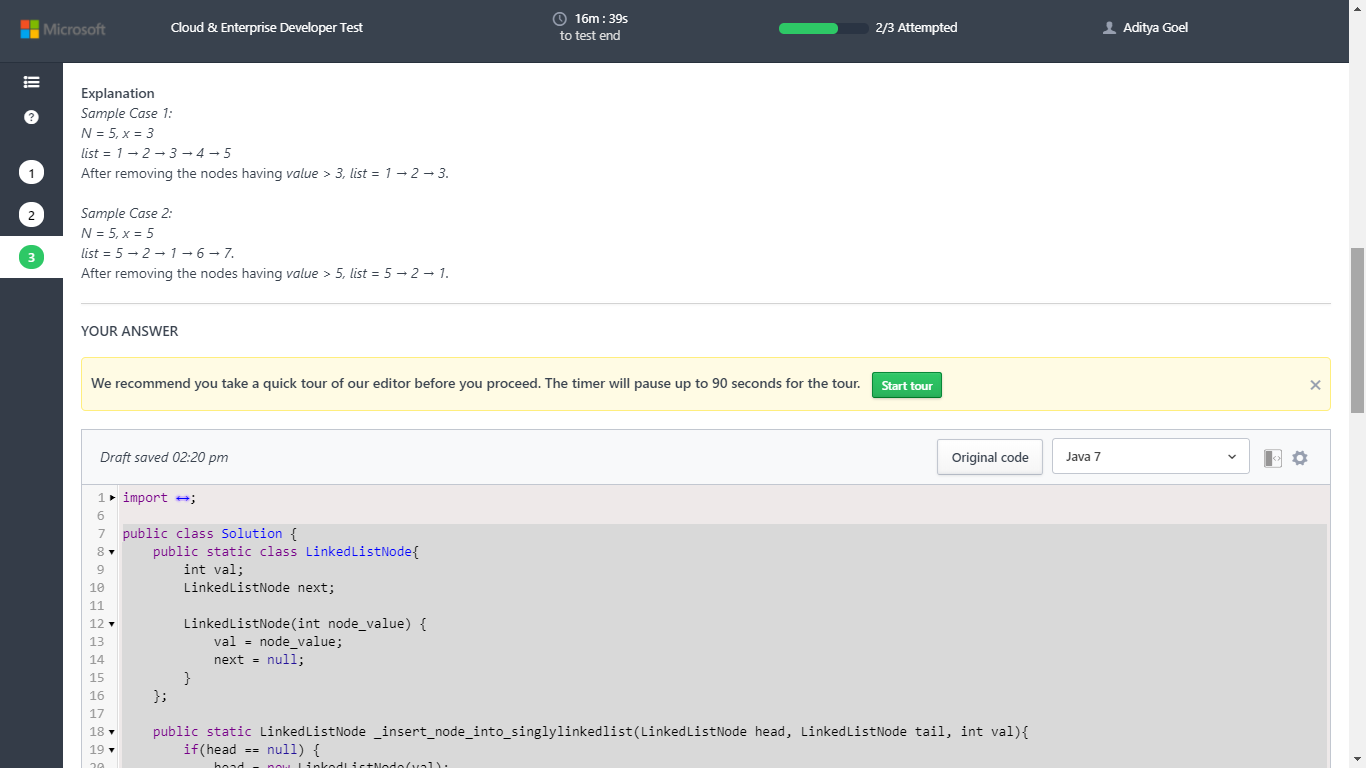 Microsoft
Cloud & Enterprise Developer Test
16m : 39s
to test end
2/3 Attempted
Aditya Goel
?
1
2
3
Explanation
Sample Case 1:
N = 5, x = 3
list = 1 → 2 → 3 → 4 → 5
After removing the nodes having value > 3, list = 1 → 2 → 3.
Sample Case 2:
N = 5, x = 5
list = 5 → 2 → 1 → 6 → 7.
After removing the nodes having value > 5, list = 5 → 2 → 1.
YOUR ANSWER
We recommend you take a quick tour of our editor before you proceed. The timer will pause up to 90 seconds for the tour. Start tour
Draft saved 02:20 pm
Original code
Java 7
1 import ↔;
6
7 public class Solution {
8 public static class LinkedListNode{
9 int val;
10 LinkedListNode next;
11
12 LinkedListNode(int node_value) {
13 val = node_value;
14 next = null;
15 }
16 };
17
18 public static LinkedListNode _insert_node_into_singlylinkedlist(LinkedListNode head, LinkedListNode tail, int val){
19 if(head == null) {
20 head = new LinkedListNode(val);